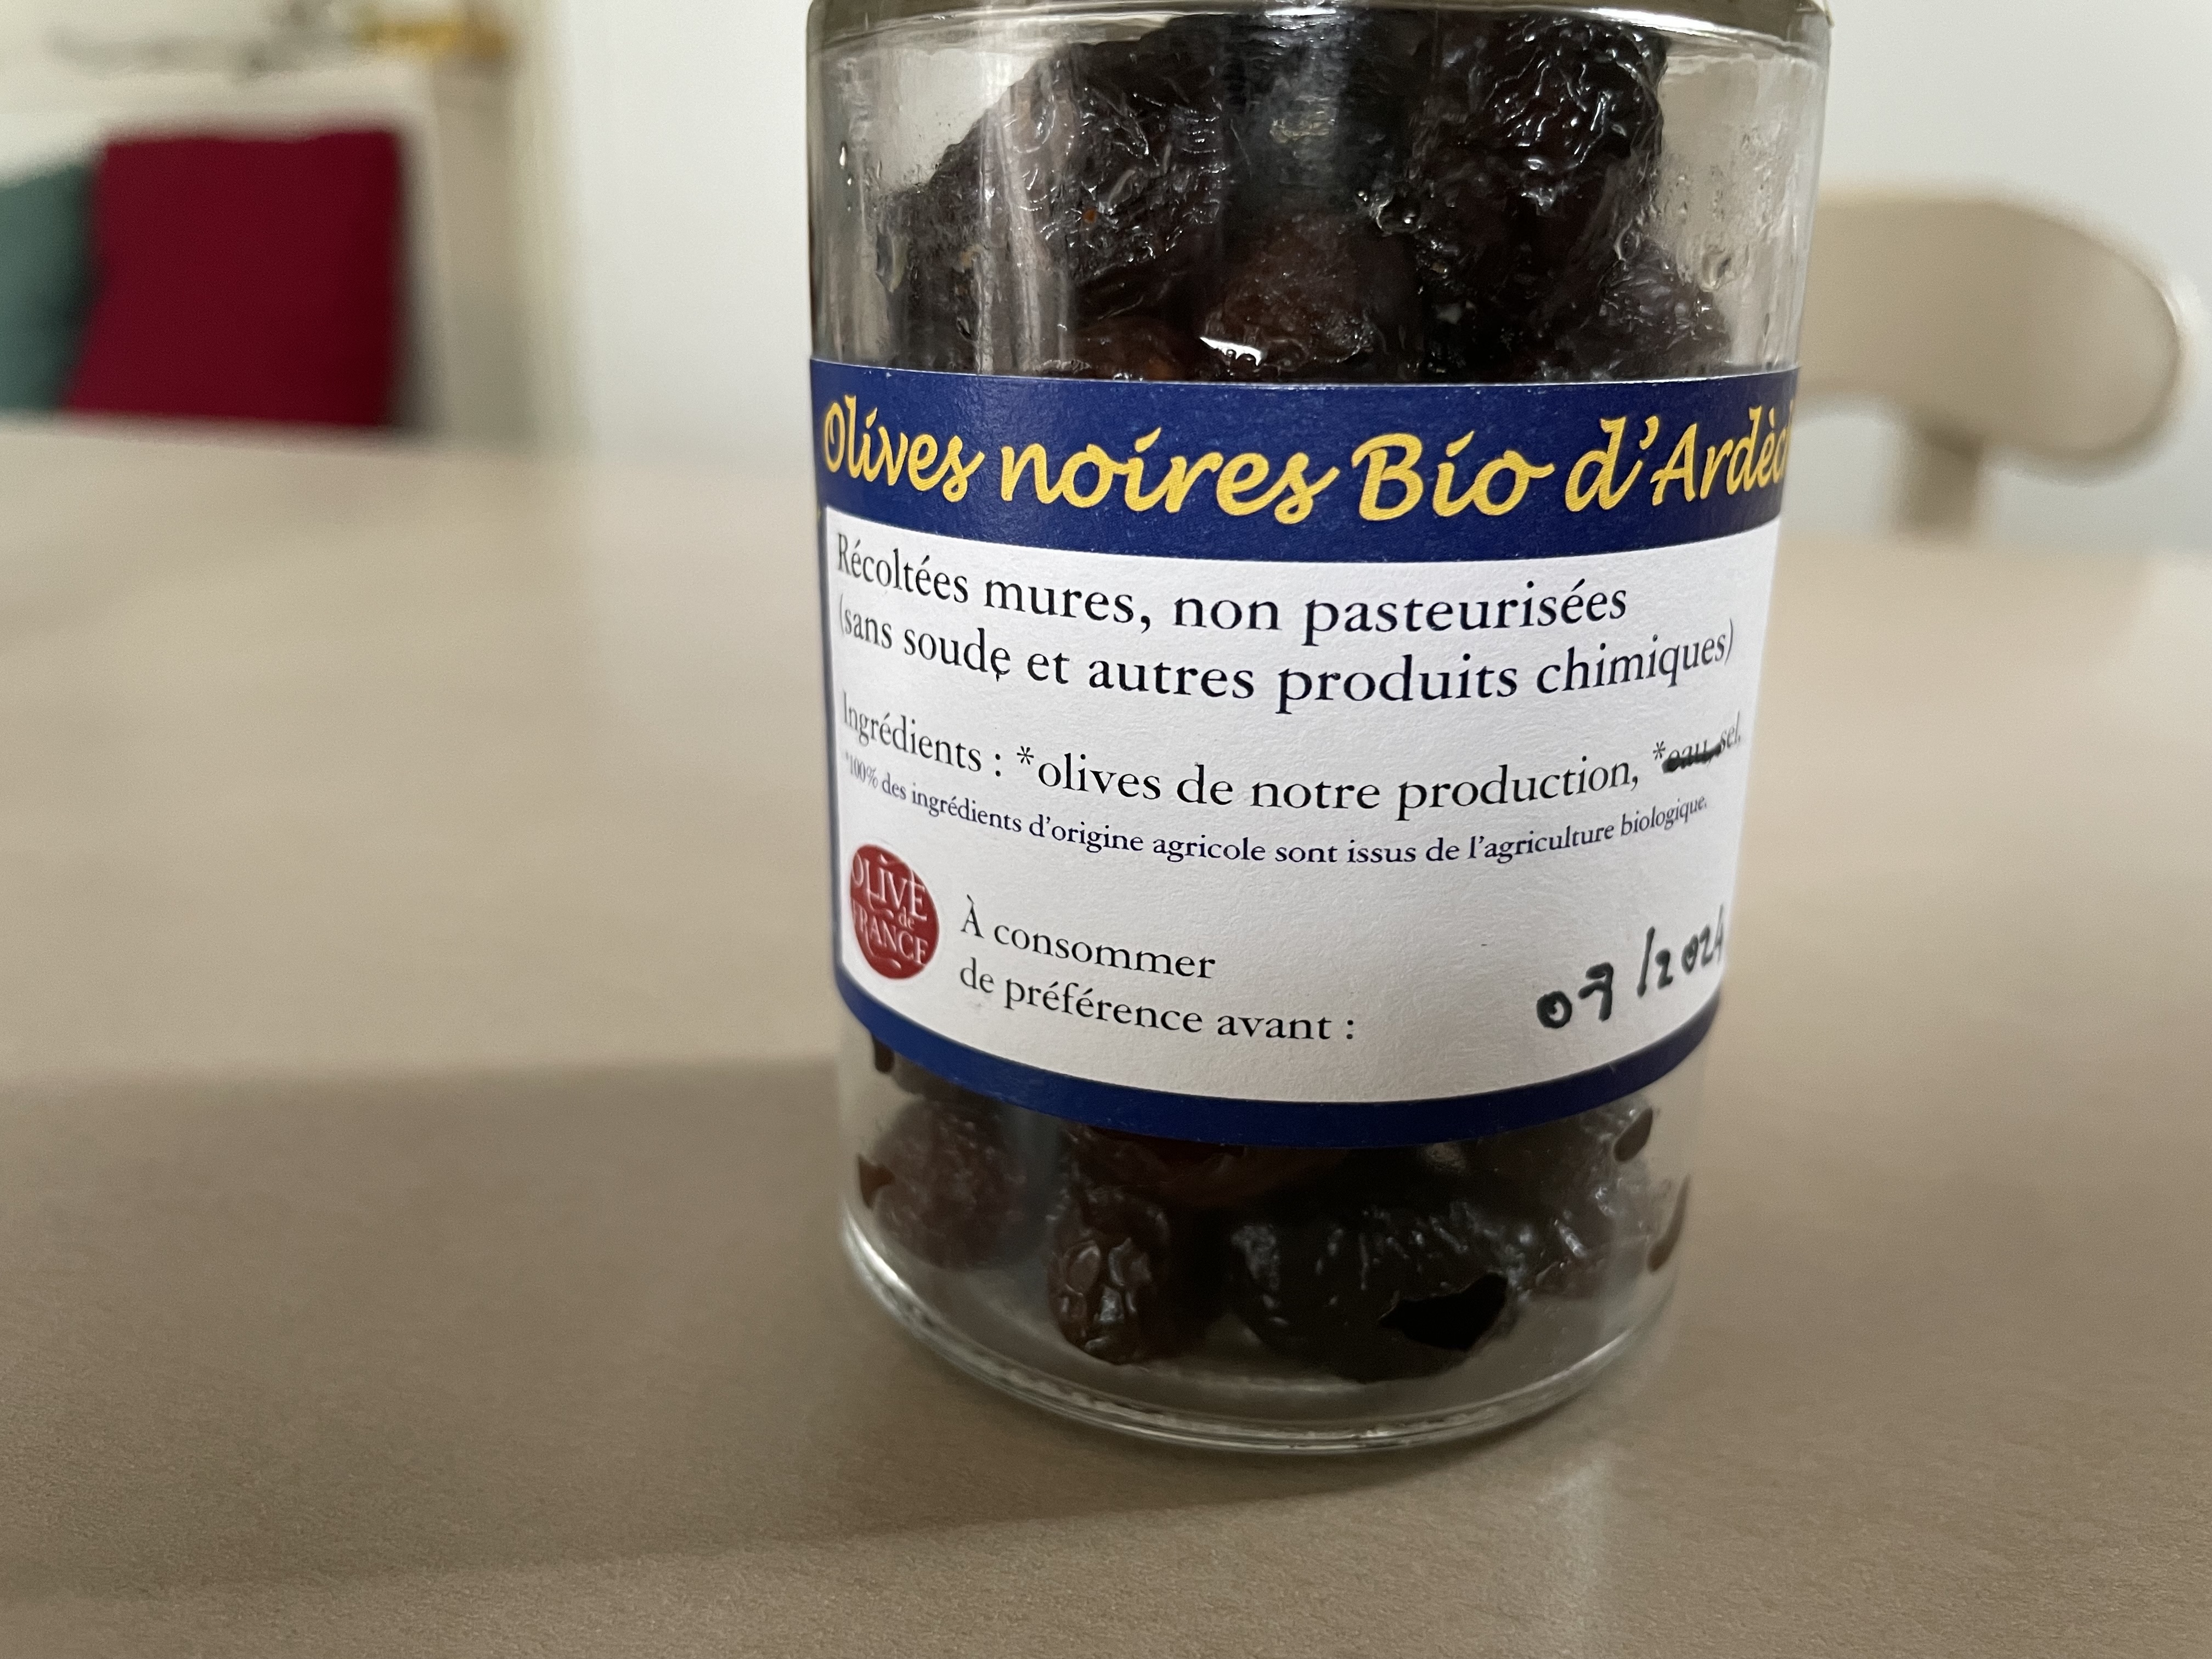 Olives noires Bio d'Ardèc
Récoltées mures, non pasteurisées
(sans soude et autres produits chimiques)
Ingrédients : *olives de notre production, *eau, sel.
*100% des ingrédients d'origine agricole sont issus de l'agriculture biologique.
OLIVE
de
FRANCE
À consommer
de préférence avant :
07/2024